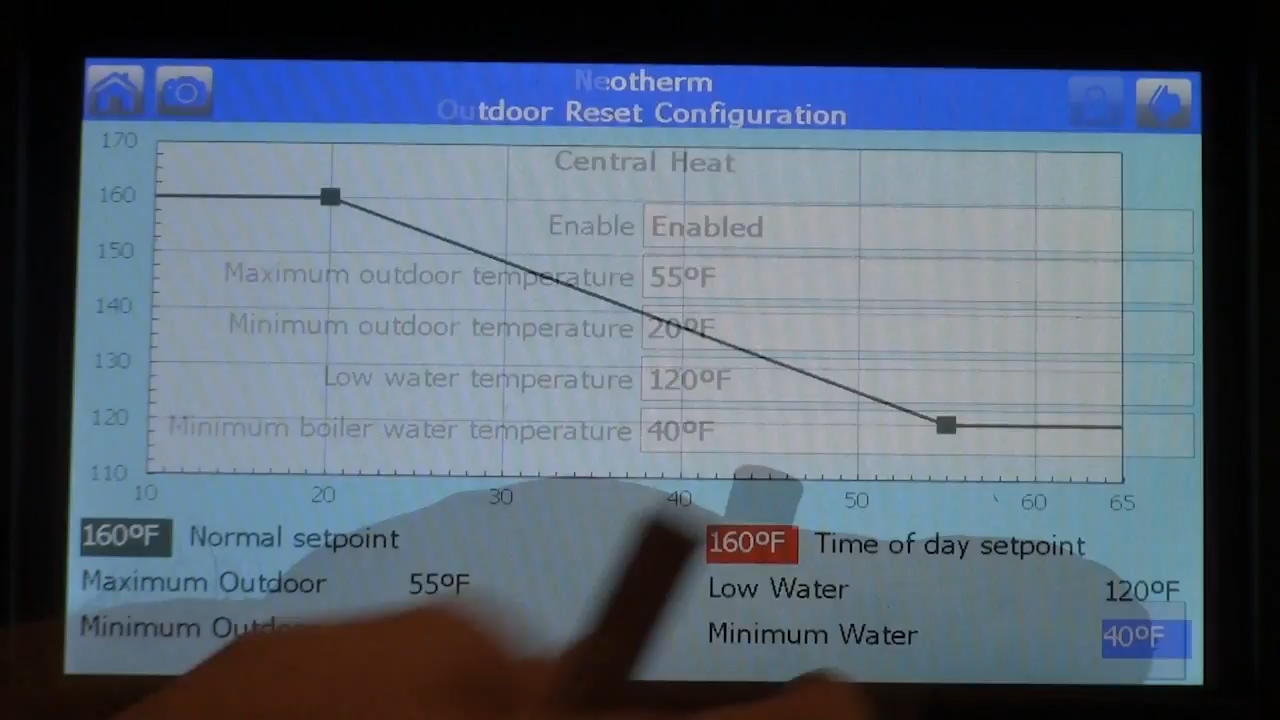 Neotherm
Outdoor Reset Configuration
170
Central Heat
160
Enable Enabled
150
Maximum outdoor temperature 55ºF
140
Minimum outdoor temperature 20ºF
130
Low water temperature 120ºF
120
Minimum boiler water temperature 40ºF
110
10 20 30 40 50 60 65
160ºF Normal setpoint 160ºF Time of day setpoint
Maximum Outdoor 55ºF Low Water 120ºF
Minimum Minimum Water 40ºF